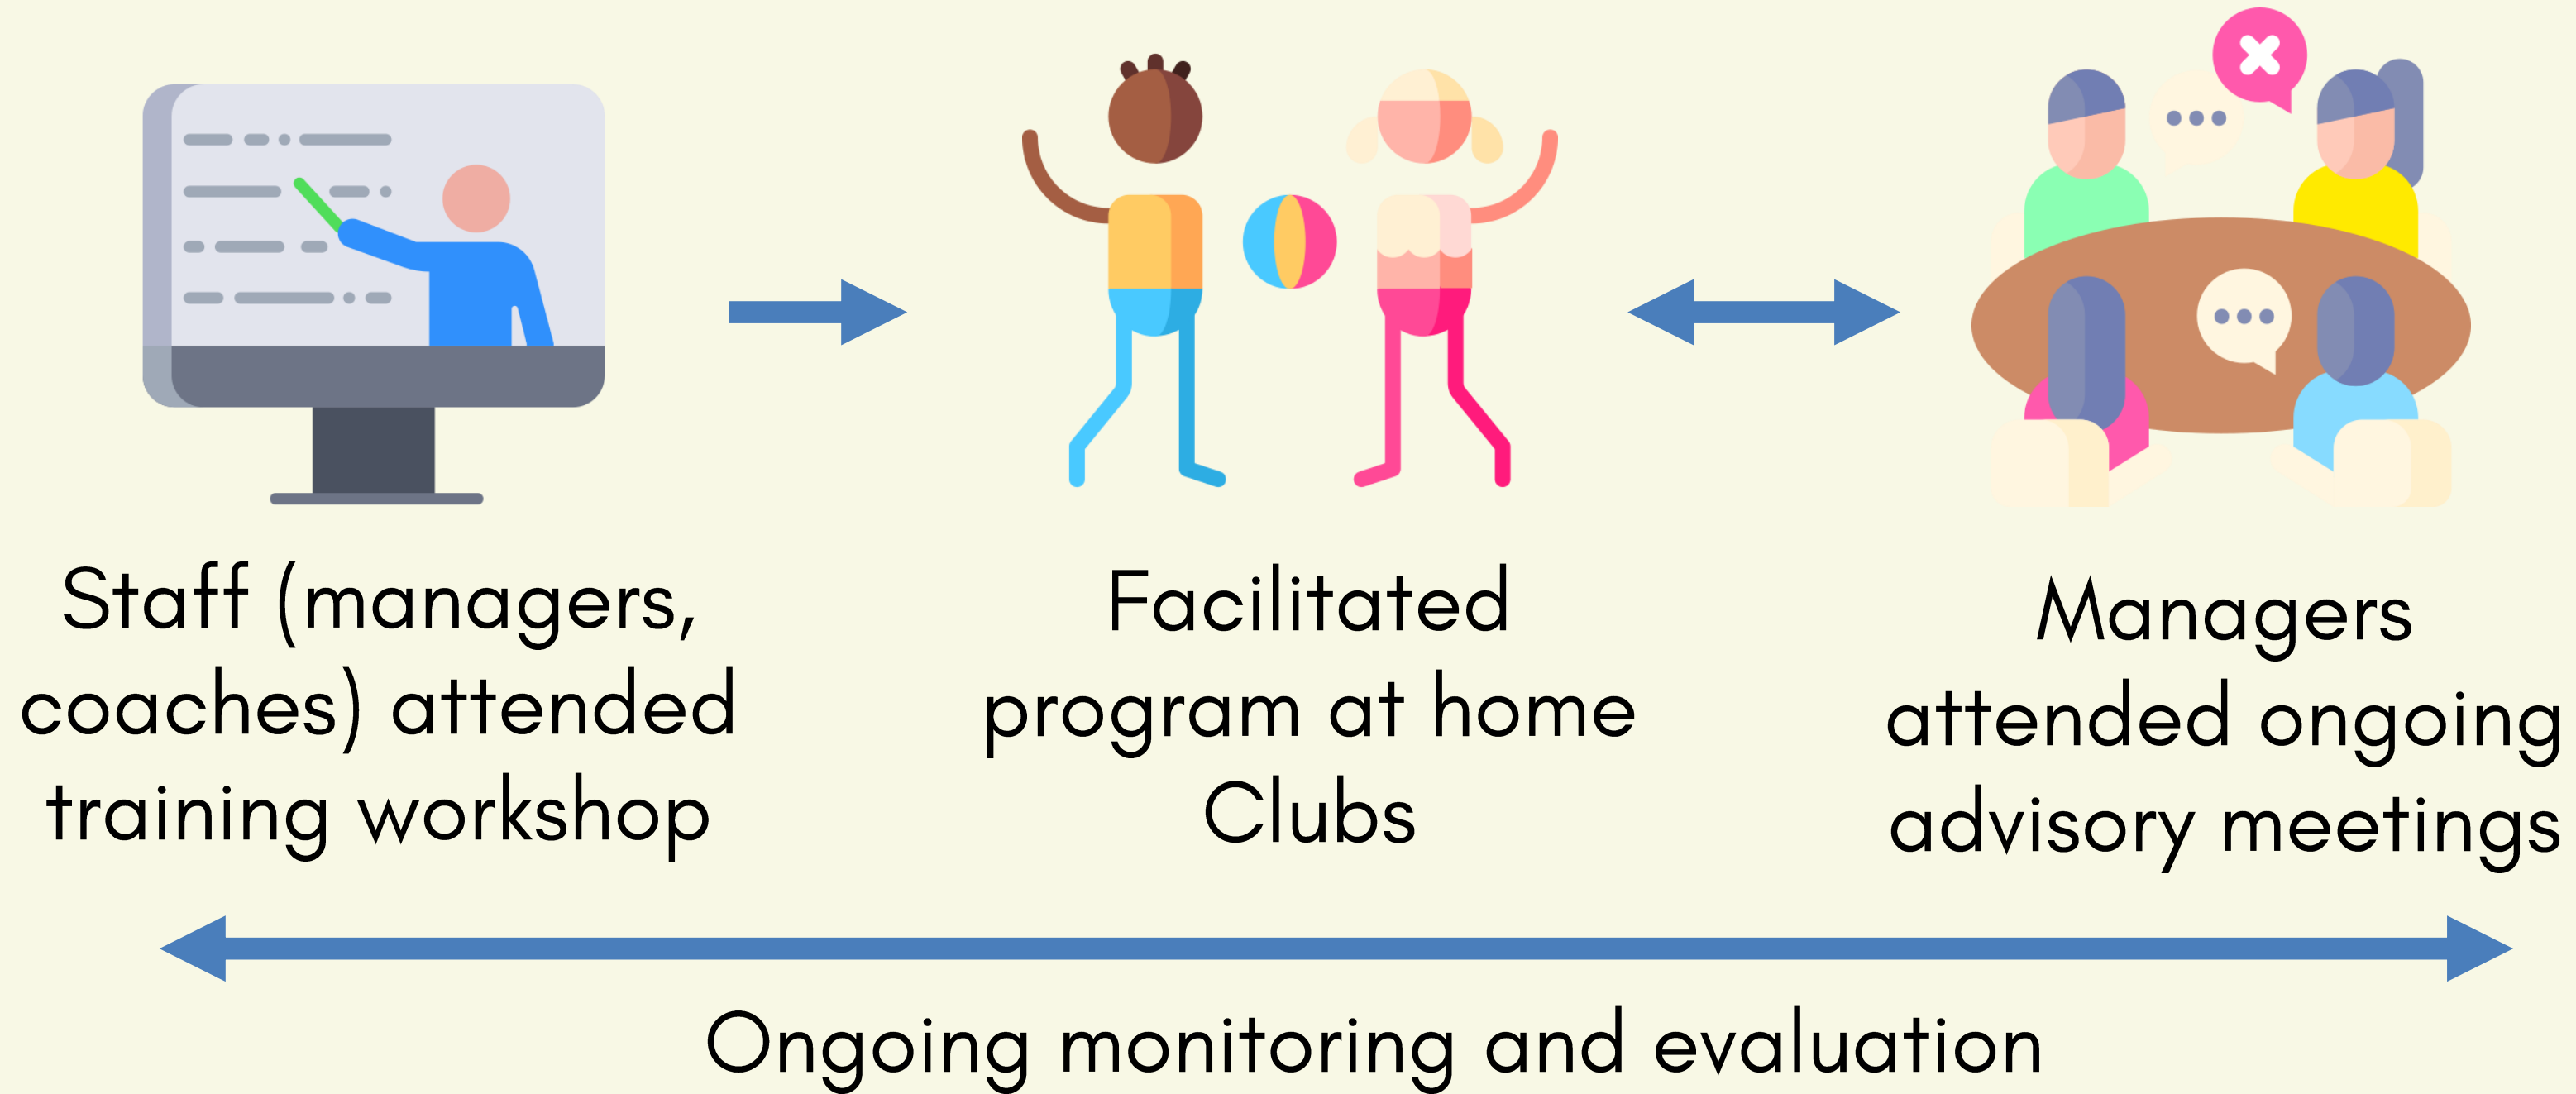 Staff (managers,
coaches) attended
training workshop
Facilitated
program at home
Clubs
Managers
attended ongoing
advisory meetings
Ongoing monitoring and evaluation